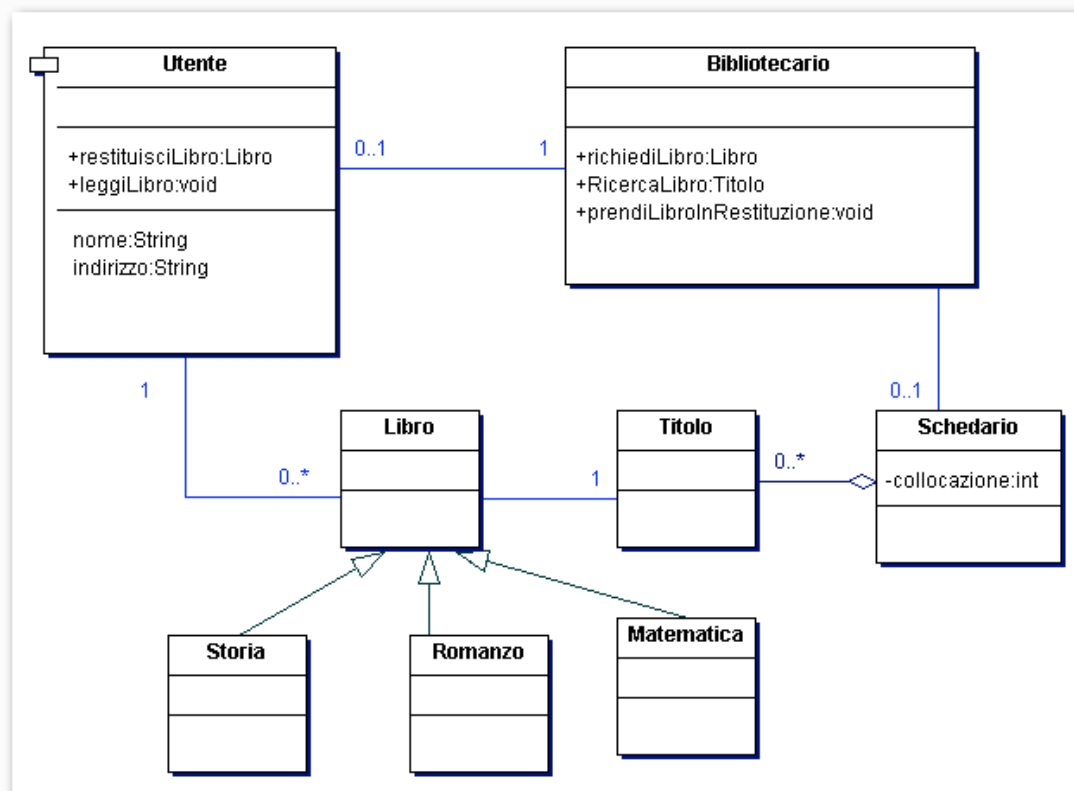 Utente
+restituisciLibro:Libro
+leggiLibro:void
nome:String
indirizzo:String
0..1
1
Bibliotecario
+richiediLibro:Libro
+RicercaLibro:Titolo
+prendiLibroInRestituzione:void
1
0..*
0..1
Libro
1
Titolo
0..*
Schedario
-collocazione:int
Storia
Romanzo
Matematica